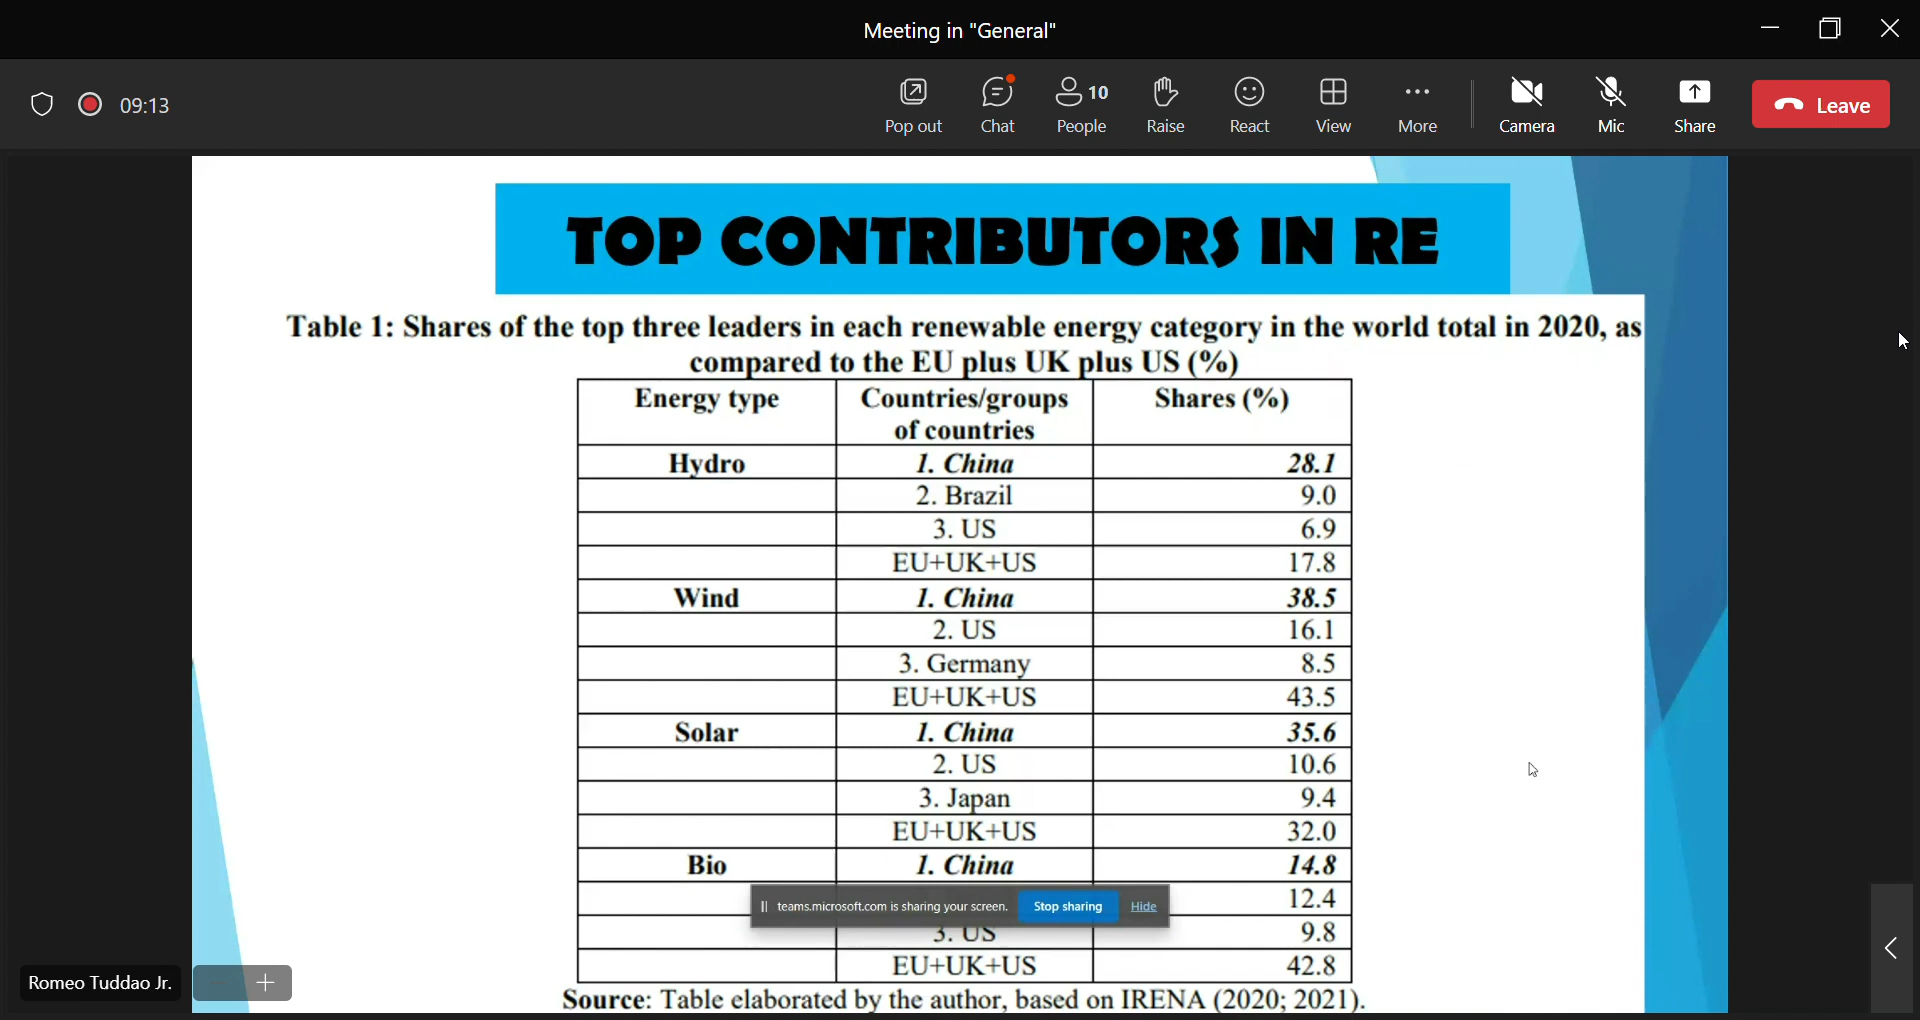 Meeting in "General"
09:13
Pop out
Chat
10
People
Raise
React
View
More
Camera
Mic
Share
Leave
TOP CONTRIBUTORS IN RE
Table 1: Shares of the top three leaders in each renewable energy category in the world total in 2020, as
compared to the EU plus UK plus US (%)
Energy type Countries/groups Shares (%)
of countries
Hydro 1. China 28.1
2. Brazil 9.0
3. US 6.9
EU+UK+US 17.8
Wind 1. China 38.5
2. US 16.1
3. Germany 8.5
EU+UK+US 43.5
Solar 1. China 35.6
2. US 10.6
3. Japan 9.4
EU+UK+US 32.0
Bio 1. China 14.8
12.4
teams.microsoft.com is sharing your screen. Stop sharing Hide
3. US 9.8
EU+UK+US 42.8
Source: Table elaborated by the author, based on IRENA (2020; 2021).
Romeo Tuddao Jr.